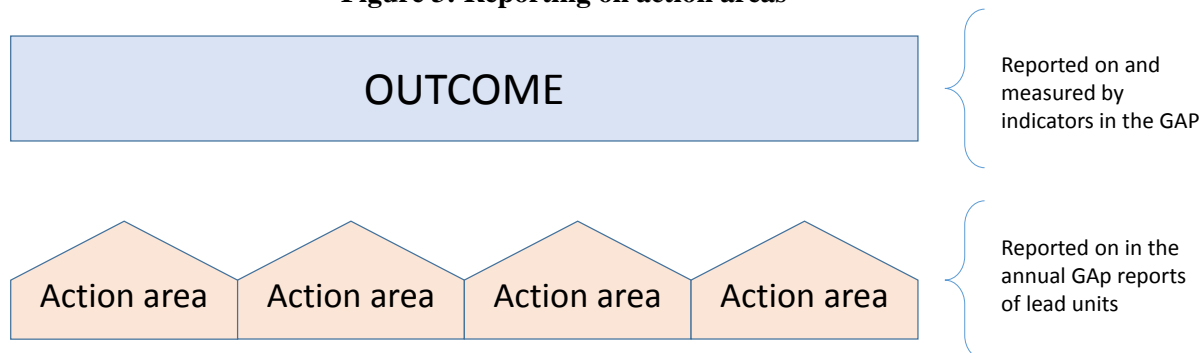 Figure Reporting on action areas
OUTCOME
Reported on and
measured by
indicators in the GAP
Action area
Action area
Action area
Action area
Reported on in the
annual GAp reports
of lead units